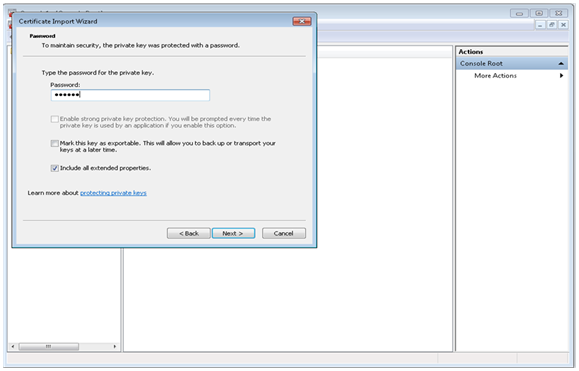 Certificate Import Wizard
Password
To maintain security, the private key was protected with a password.
Type the password for the private key.
Password:
●●●●●●
Enable strong private key protection. You will be prompted every time the
private key is used by an application if you enable this option.
Mark this key as exportable. This will allow you to back up or transport your
keys at a later time.
Include all extended properties.
Learn more about protecting private keys
< Back
Next >
Cancel
Actions
Console Root
More Actions